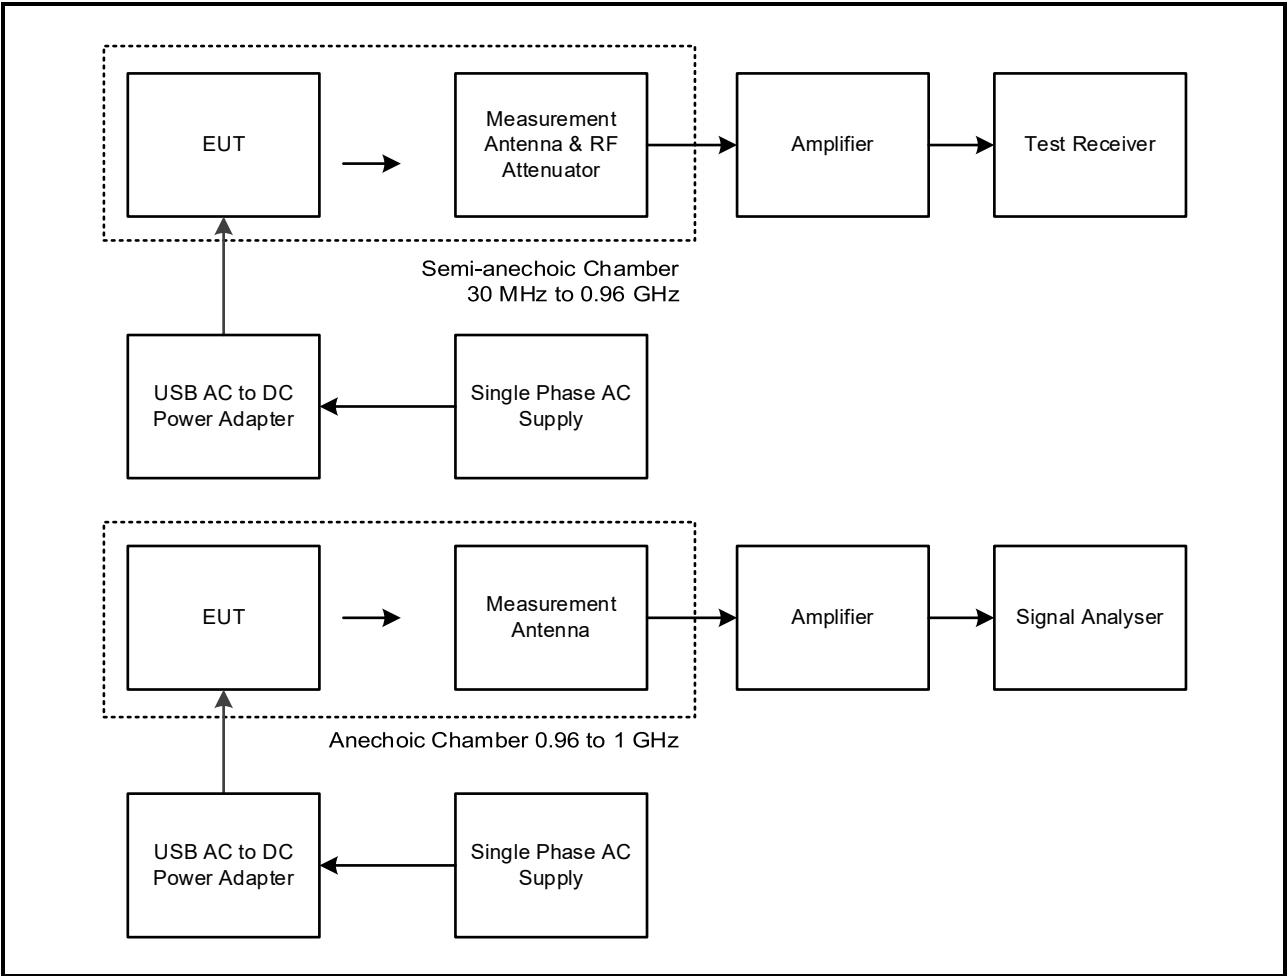 EUT
Measurement
Antenna & RF
Attenuator
Amplifier
Test Receiver
Semi-anechoic Chamber
30 MHz to 0.96 GHz
USB AC to DC
Power Adapter
Single Phase AC
Supply
EUT
Measurement
Antenna
Amplifier
Signal Analyser
Anechoic Chamber 0.96 to 1 GHz
USB AC to DC
Power Adapter
Single Phase AC
Supply